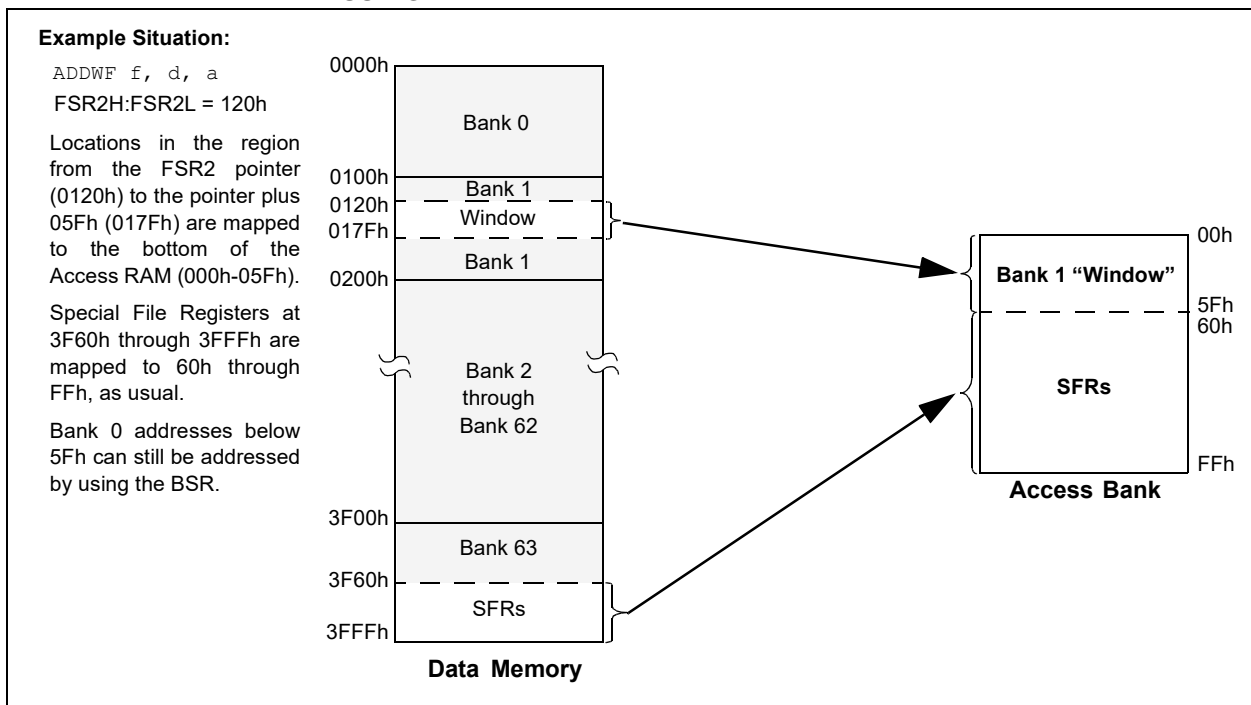 Example Situation:
ADDWF f, d, a
FSR2H:FSR2L = 120h
Locations in the region
from the FSR2 pointer
(0120h) to the pointer plus
05Fh (017Fh) are mapped
to the bottom of the
Access RAM (000h-05Fh).
Special File Registers at
3F60h through 3FFFh are
mapped to 60h through
FFh, as usual.
Bank 0 addresses below
5Fh can still be addressed
by using the BSR.
0000h
Bank 0
0100h
Bank 1
0120h
Window
017Fh
Bank 1
0200h
Bank 2
through
Bank 62
3F00h
Bank 63
3F60h
SFRs
3FFFh
Data Memory
00h
Bank 1 “Window”
5Fh
60h
SFRs
FFh
Access Bank